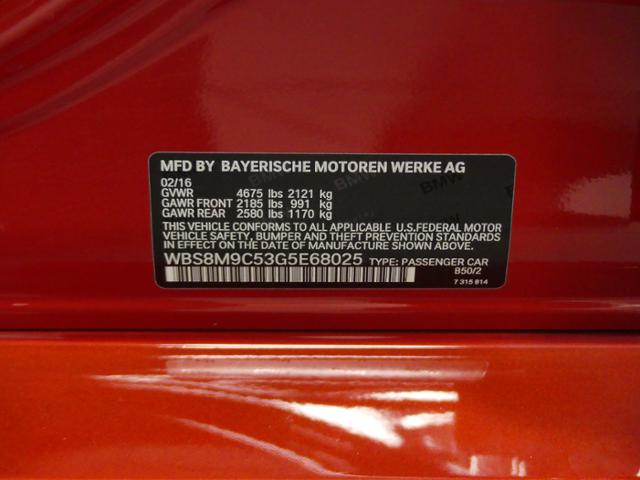 MFD BY BAYERISCHE MOTOREN WERKE AG
02/16
GVWR 4675 lbs 2121 kg
GAWR FRONT 2185 lbs 991 kg
GAWR REAR 2580 lbs 1170 kg
THIS VEHICLE CONFORMS TO ALL APPLICABLE U.S.FEDERAL MOTOR
VEHICLE SAFETY, BUMPER, AND THEFT PREVENTION STANDARDS
IN EFFECT ON THE DATE OF MANUFACTURE SHOWN ABOVE.
WBS8M9C53G5E68025 TYPE: PASSENGER CAR
B50/2
7 315 814